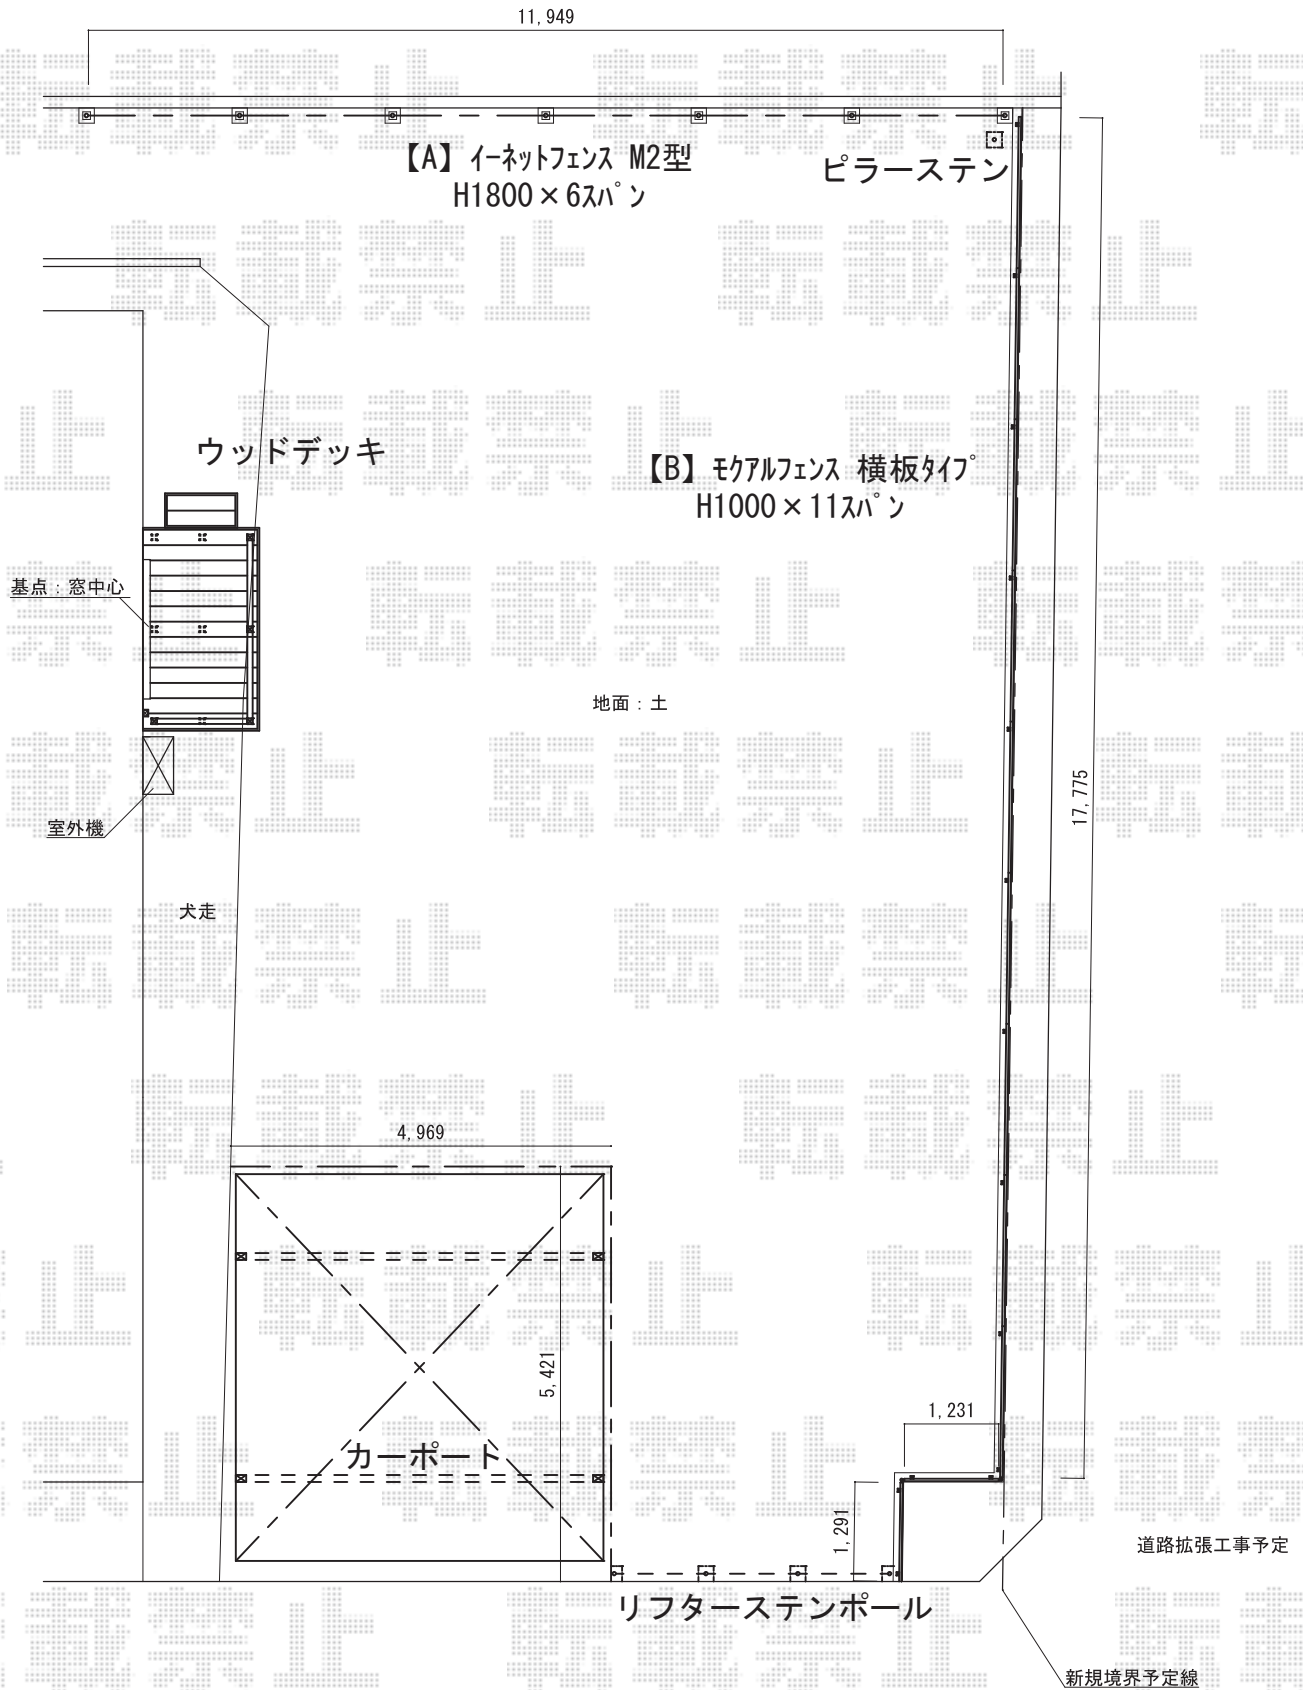 11,949
【A】ｲｰﾈｯﾄﾌｪﾝｽ M2型
H1800×6ｽﾊﾟﾝ
ピラーステン
ウッドデッキ
【B】ﾓｸｱﾙﾌｪﾝｽ 横板ﾀｲﾌﾟ
H1000×11ｽﾊﾟﾝ
基点：窓中心
地面：土
17,775
室外機
犬走
4,969
5,421
カーポート
1,231
1,291
道路拡張工事予定
リフターステンポール
新規境界予定線
転載禁止